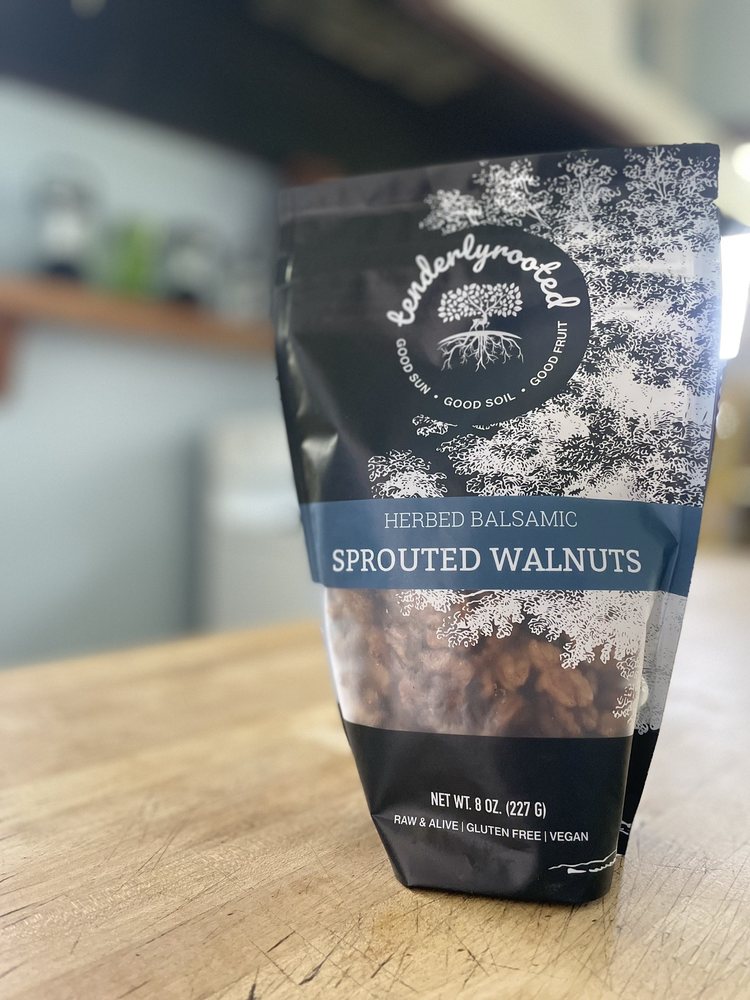 tenderlyrooted
GOOD SUN • GOOD SOIL • GOOD FRUIT
HERBED BALSAMIC
SPROUTED WALNUTS
NET WT. 8 OZ. (227 G)
RAW & ALIVE | GLUTEN FREE | VEGAN